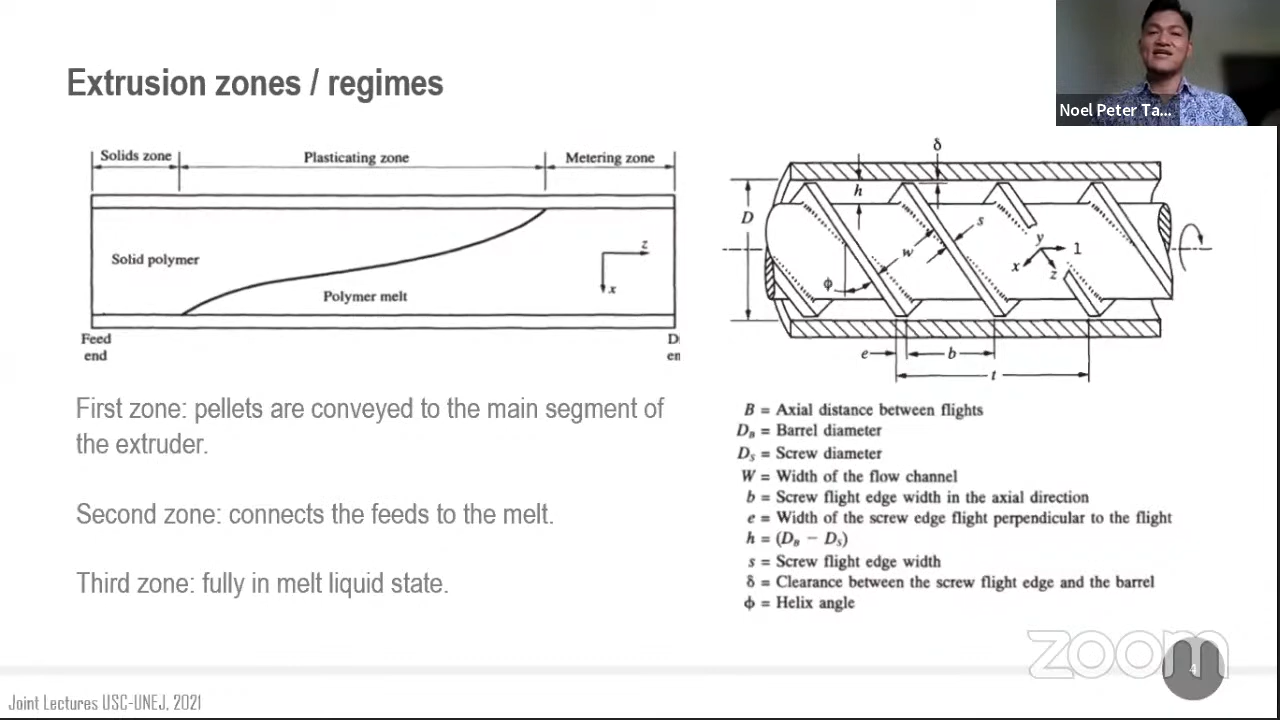 Extrusion zones / regimes
Noel Peter Ta...
Solids zone
Plasticating zone
Metering zone
Solid polymer
Polymer melt
z
x
Feed
end
D
en
δ
h
D
s
w
y
1
x
z
ϕ
e
b
t
First zone: pellets are conveyed to the main segment of
the extruder.
Second zone: connects the feeds to the melt.
Third zone: fully in melt liquid state.
B = Axial distance between flights
D_B = Barrel diameter
D_S = Screw diameter
W = Width of the flow channel
b = Screw flight edge width in the axial direction
e = Width of the screw edge flight perpendicular to the flight
h = (D_B − D_S)
s = Screw flight edge width
δ = Clearance between the screw flight edge and the barrel
ϕ = Helix angle
zoom
4
Joint Lectures USC-UNEJ, 2021